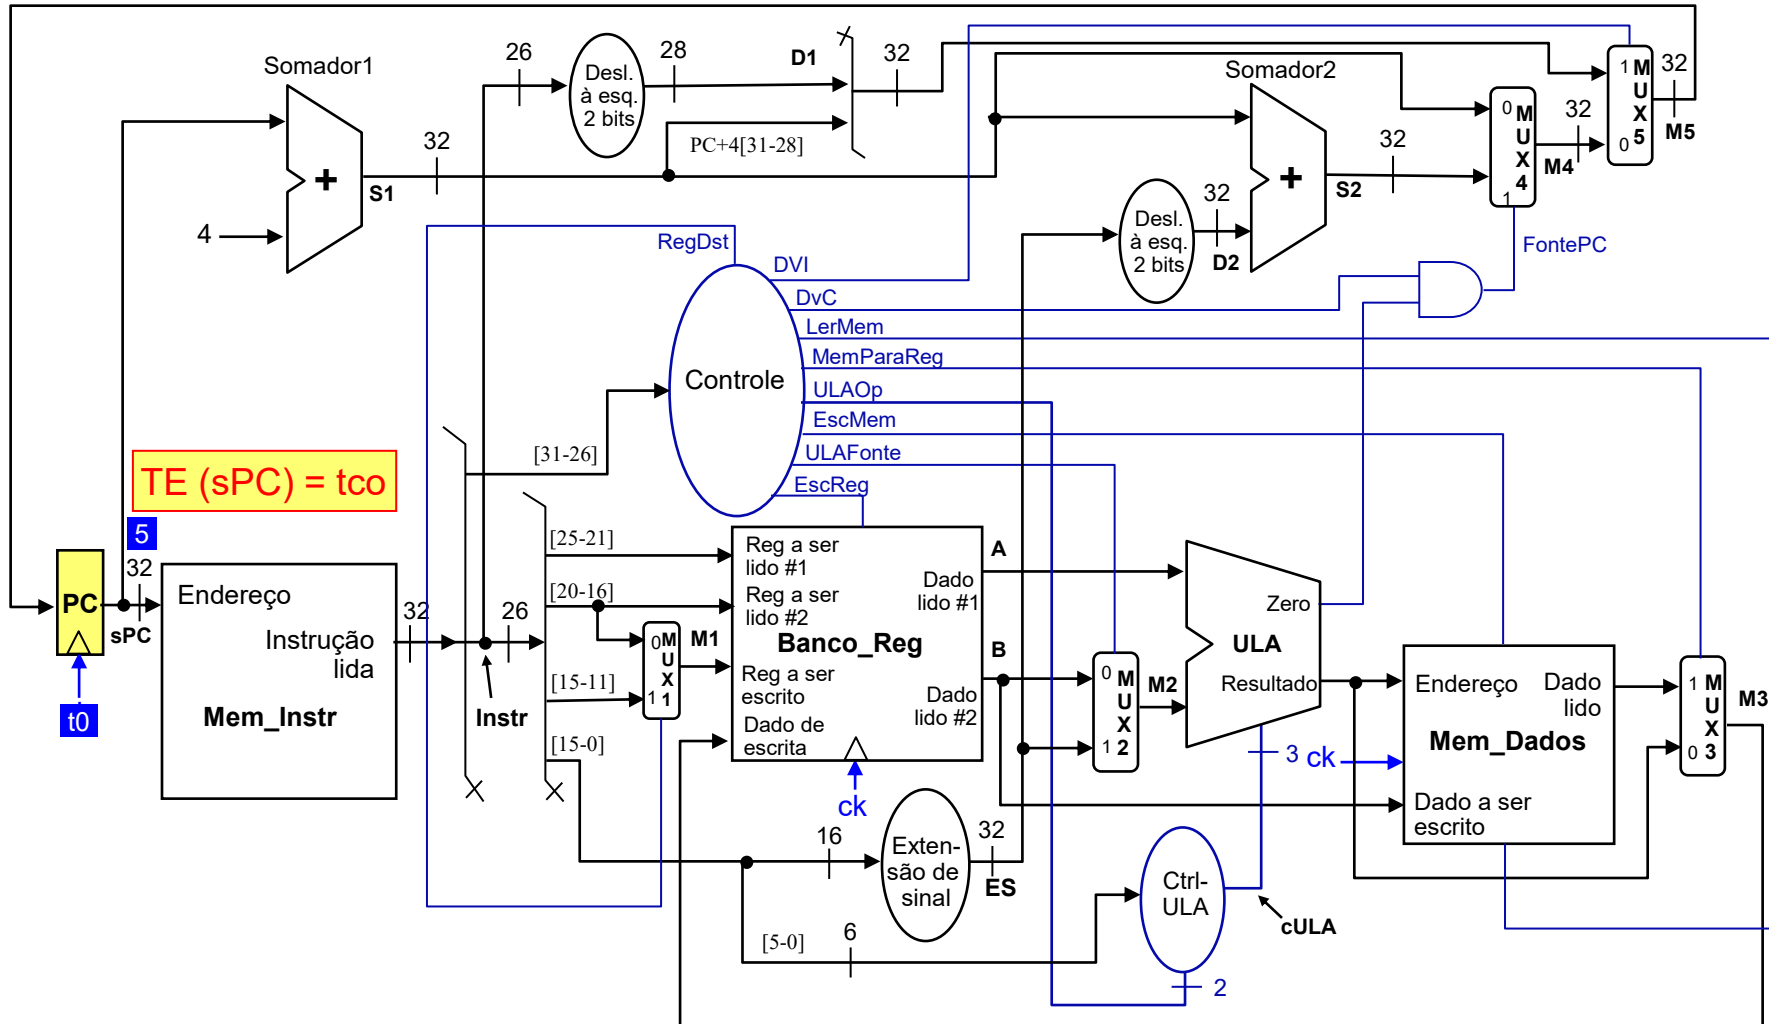 Somador1
26
Desl.
à esq.
2 bits
28
D1
32
PC+4[31-28]
32
S1
4
+
Somador2
+
32
S2
Desl.
à esq.
2 bits
32
D2
0
MUX4
1
32
M4
1
MUX5
0
32
M5
FontePC
RegDst
DVI
DvC
LerMem
MemParaReg
ULAOp
EscMem
ULAFonte
EscReg
Controle
TE (sPC) = tco
5
32
PC
sPC
t0
Endereço
Instrução
lida
Mem_Instr
32
Instr
26
[31-26]
[25-21]
[20-16]
[15-11]
[15-0]
0
MUX1
1
M1
Reg a ser
lido #1
Reg a ser
lido #2
Banco_Reg
Reg a ser
escrito
Dado de
escrita
Dado
lido #1
Dado
lido #2
ck
A
B
0
MUX2
1
M2
Zero
ULA
Resultado
3
ck
Endereço
Dado
lido
Mem_Dados
Dado a ser
escrito
1
MUX3
0
M3
16
Exten-
são de
sinal
32
ES
[5-0]
6
Ctrl-
ULA
cULA
2